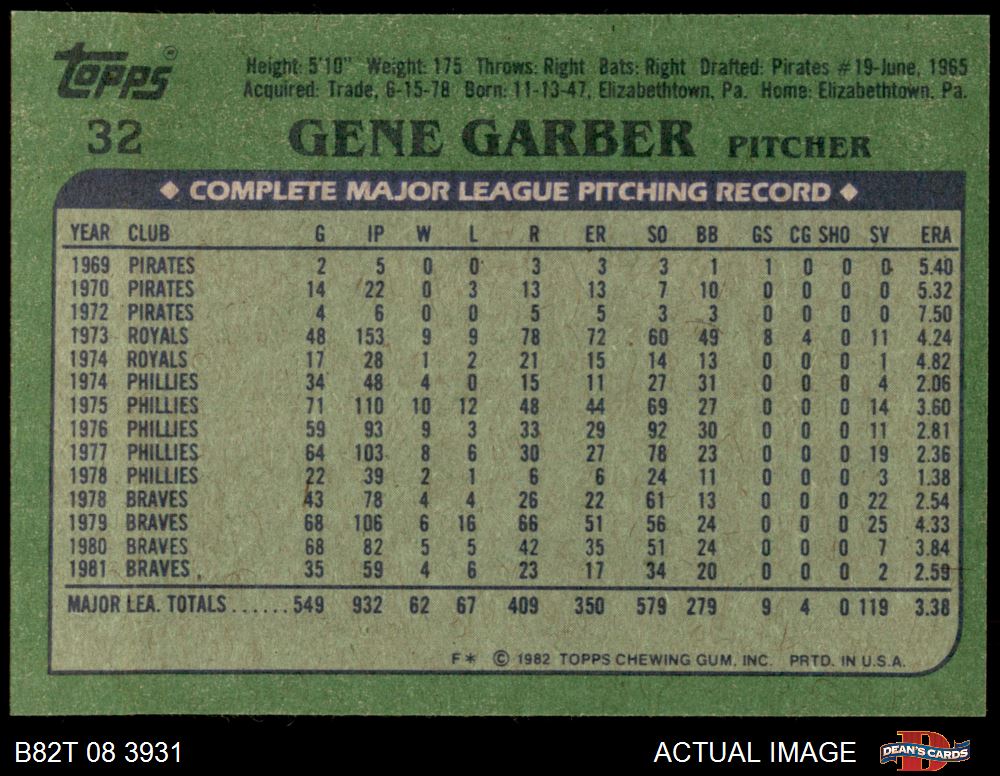 Topps®
Height: 5'10" Weight: 175 Throws: Right Bats: Right Drafted: Pirates #19-June, 1965
Acquired: Trade, 6-15-78 Born: 11-13-47, Elizabethtown, Pa. Home: Elizabethtown, Pa.
32 GENE GARBER PITCHER
◆ COMPLETE MAJOR LEAGUE PITCHING RECORD ◆
YEAR CLUB G IP W L R ER SO BB GS CG SHO SV ERA
1969 PIRATES 2 5 0 0 3 3 3 1 1 0 0 0 5.40
1970 PIRATES 14 22 0 3 13 13 7 10 0 0 0 0 5.32
1972 PIRATES 4 6 0 0 5 5 3 3 0 0 0 0 7.50
1973 ROYALS 48 153 9 9 78 72 60 49 8 4 0 11 4.24
1974 ROYALS 17 28 1 2 21 15 14 13 0 0 0 1 4.82
1974 PHILLIES 34 48 4 0 15 11 27 31 0 0 0 4 2.06
1975 PHILLIES 71 110 10 12 48 44 69 27 0 0 0 14 3.60
1976 PHILLIES 59 93 9 3 33 29 92 30 0 0 0 11 2.81
1977 PHILLIES 64 103 8 6 30 27 78 23 0 0 0 19 2.36
1978 PHILLIES 22 39 2 1 6 6 24 11 0 0 0 3 1.38
1978 BRAVES 43 78 4 4 26 22 61 13 0 0 0 22 2.54
1979 BRAVES 68 106 6 16 66 51 56 24 0 0 0 25 4.33
1980 BRAVES 68 82 5 5 42 35 51 24 0 0 0 7 3.84
1981 BRAVES 35 59 4 6 23 17 34 20 0 0 0 2 2.59
MAJOR LEA. TOTALS......549 932 62 67 409 350 579 279 9 4 0 119 3.38
F* © 1982 TOPPS CHEWING GUM, INC. PRTD. IN U.S.A.
B82T 08 3931 ACTUAL IMAGE DEAN'S CARDS